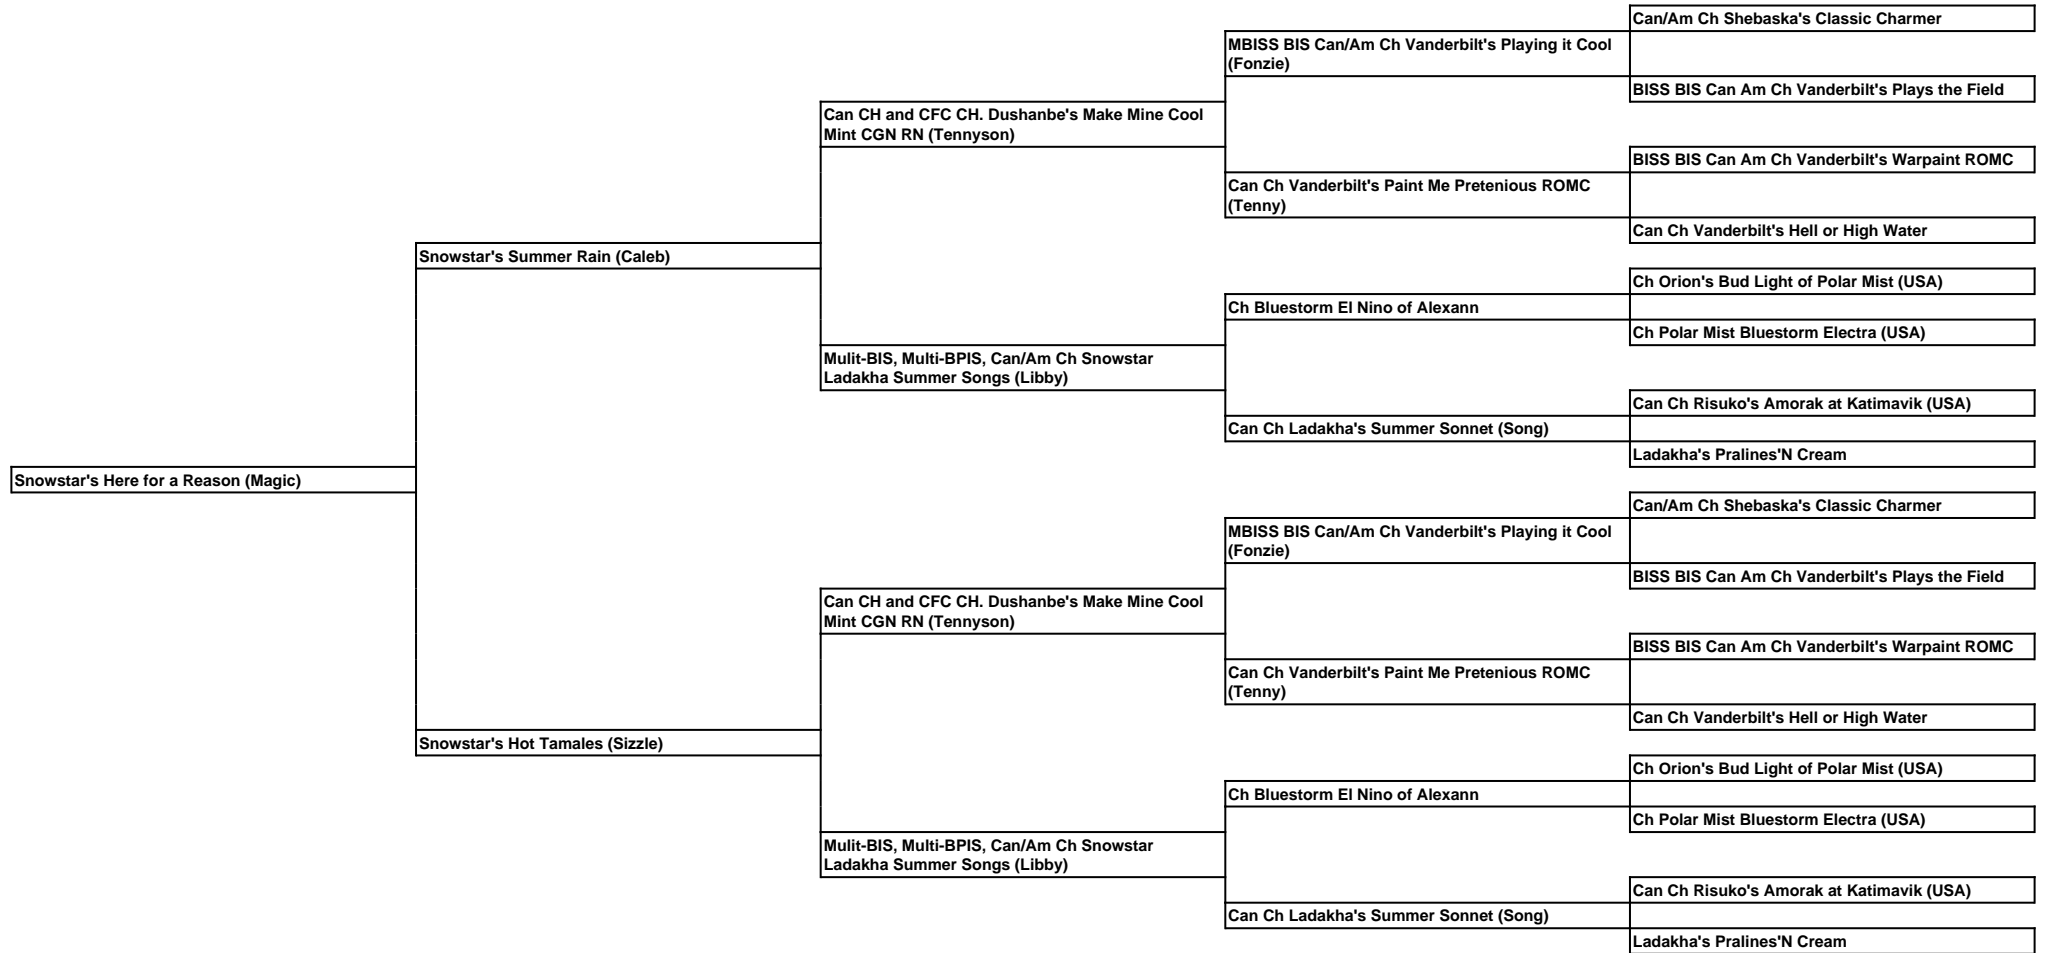 Can/Am Ch Shebaska's Classic Charmer
MBISS BIS Can/Am Ch Vanderbilt's Playing it Cool
(Fonzie)
BISS BIS Can Am Ch Vanderbilt's Plays the Field
Can CH and CFC CH. Dushanbe's Make Mine Cool
Mint CGN RN (Tennyson)
BISS BIS Can Am Ch Vanderbilt's Warpaint ROMC
Can Ch Vanderbilt's Paint Me Pretenious ROMC
(Tenny)
Can Ch Vanderbilt's Hell or High Water
Snowstar's Summer Rain (Caleb)
Ch Orion's Bud Light of Polar Mist (USA)
Ch Bluestorm El Nino of Alexann
Ch Polar Mist Bluestorm Electra (USA)
Mulit-BIS, Multi-BPIS, Can/Am Ch Snowstar
Ladakha Summer Songs (Libby)
Can Ch Risuko's Amorak at Katimavik (USA)
Can Ch Ladakha's Summer Sonnet (Song)
Ladakha's Pralines'N Cream
Snowstar's Here for a Reason (Magic)
Can/Am Ch Shebaska's Classic Charmer
MBISS BIS Can/Am Ch Vanderbilt's Playing it Cool
(Fonzie)
BISS BIS Can Am Ch Vanderbilt's Plays the Field
Can CH and CFC CH. Dushanbe's Make Mine Cool
Mint CGN RN (Tennyson)
BISS BIS Can Am Ch Vanderbilt's Warpaint ROMC
Can Ch Vanderbilt's Paint Me Pretenious ROMC
(Tenny)
Can Ch Vanderbilt's Hell or High Water
Snowstar's Hot Tamales (Sizzle)
Ch Orion's Bud Light of Polar Mist (USA)
Ch Bluestorm El Nino of Alexann
Ch Polar Mist Bluestorm Electra (USA)
Mulit-BIS, Multi-BPIS, Can/Am Ch Snowstar
Ladakha Summer Songs (Libby)
Can Ch Risuko's Amorak at Katimavik (USA)
Can Ch Ladakha's Summer Sonnet (Song)
Ladakha's Pralines'N Cream